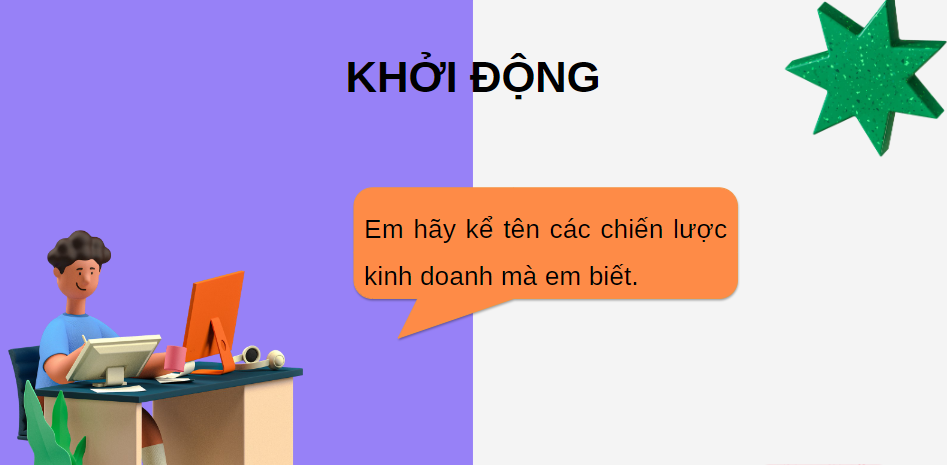 KHỞI ĐỘNG
Em hãy kể tên các chiến lược
kinh doanh mà em biết.